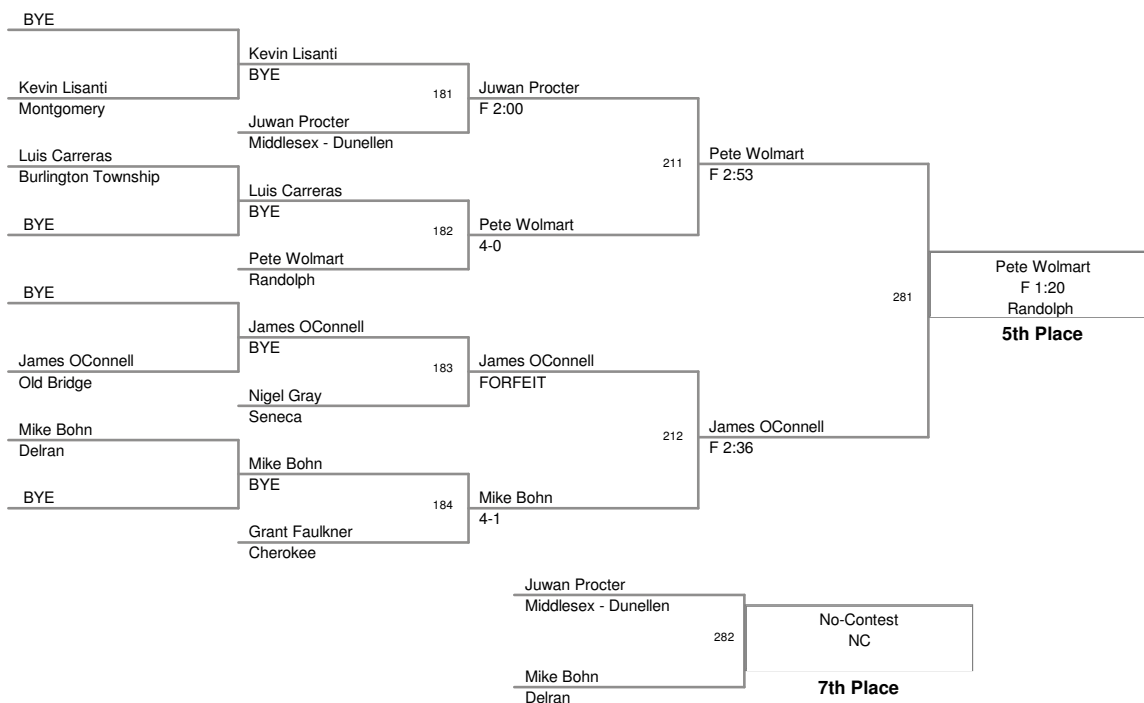 BYE
Kevin Lisanti
Montgomery
Luis Carreras
Burlington Township
BYE
BYE
James OConnell
Old Bridge
Mike Bohn
Delran
BYE
Kevin Lisanti
BYE
181
Juwan Procter
Middlesex - Dunellen
Luis Carreras
BYE
182
Pete Wolmart
Randolph
James OConnell
BYE
183
Nigel Gray
Seneca
Mike Bohn
BYE
184
Grant Faulkner
Cherokee
Juwan Procter
F 2:00
211
Pete Wolmart
4-0
James OConnell
FORFEIT
212
Mike Bohn
4-1
Pete Wolmart
F 2:53
281
James OConnell
F 2:36
Pete Wolmart
F 1:20
Randolph
5th Place
Juwan Procter
Middlesex - Dunellen
282
Mike Bohn
Delran
No-Contest
NC
7th Place